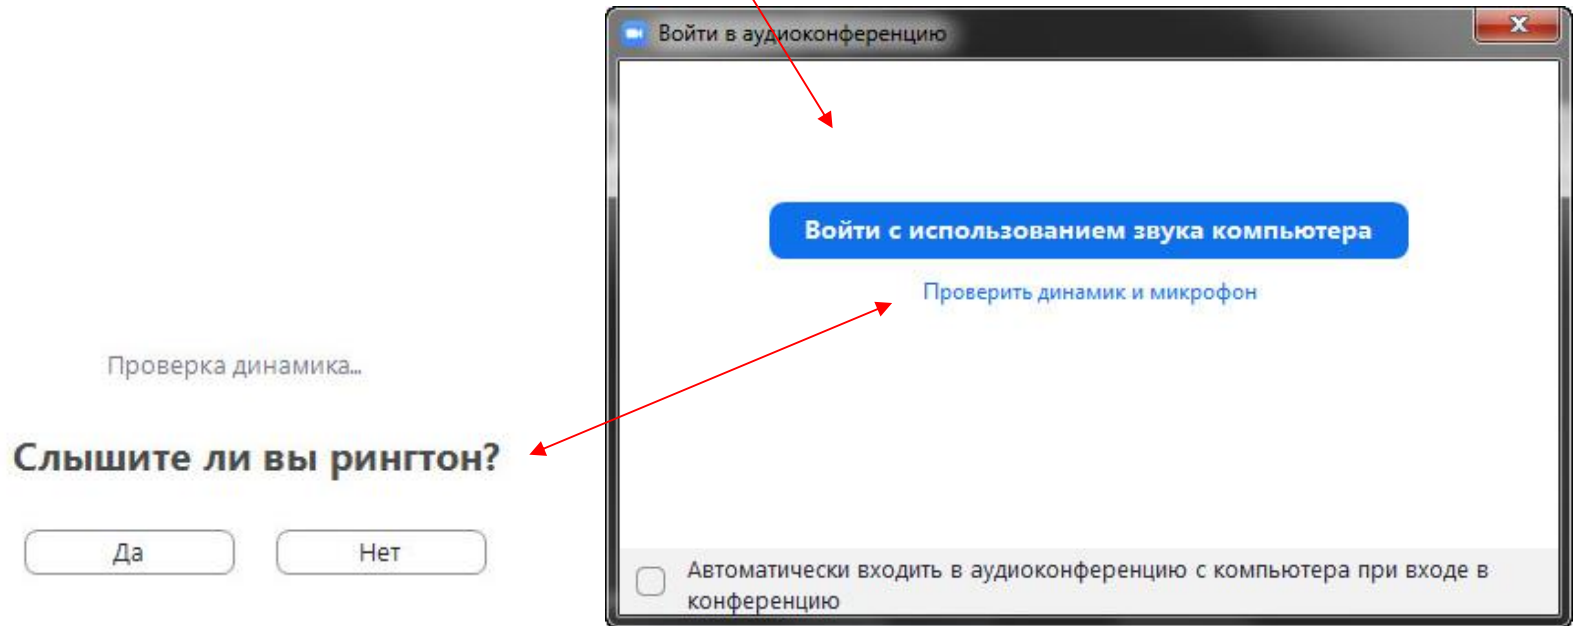 Войти в аудиоконференцию
Войти с использованием звука компьютера
Проверить динамик и микрофон
Проверка динамика...
Слышите ли вы рингтон?
Да
Нет
Автоматически входить в аудиоконференцию с компьютера при входе в
конференцию